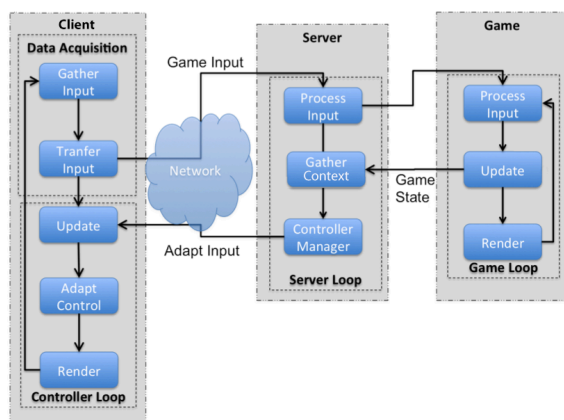 Client
Data Acquisition
Gather
Input
Tranfer
Input
Update
Adapt
Control
Render
Controller Loop
Game Input
Network
Adapt Input
Server
Process
Input
Gather
Context
Controller
Manager
Server Loop
Game
State
Game
Process
Input
Update
Render
Game Loop